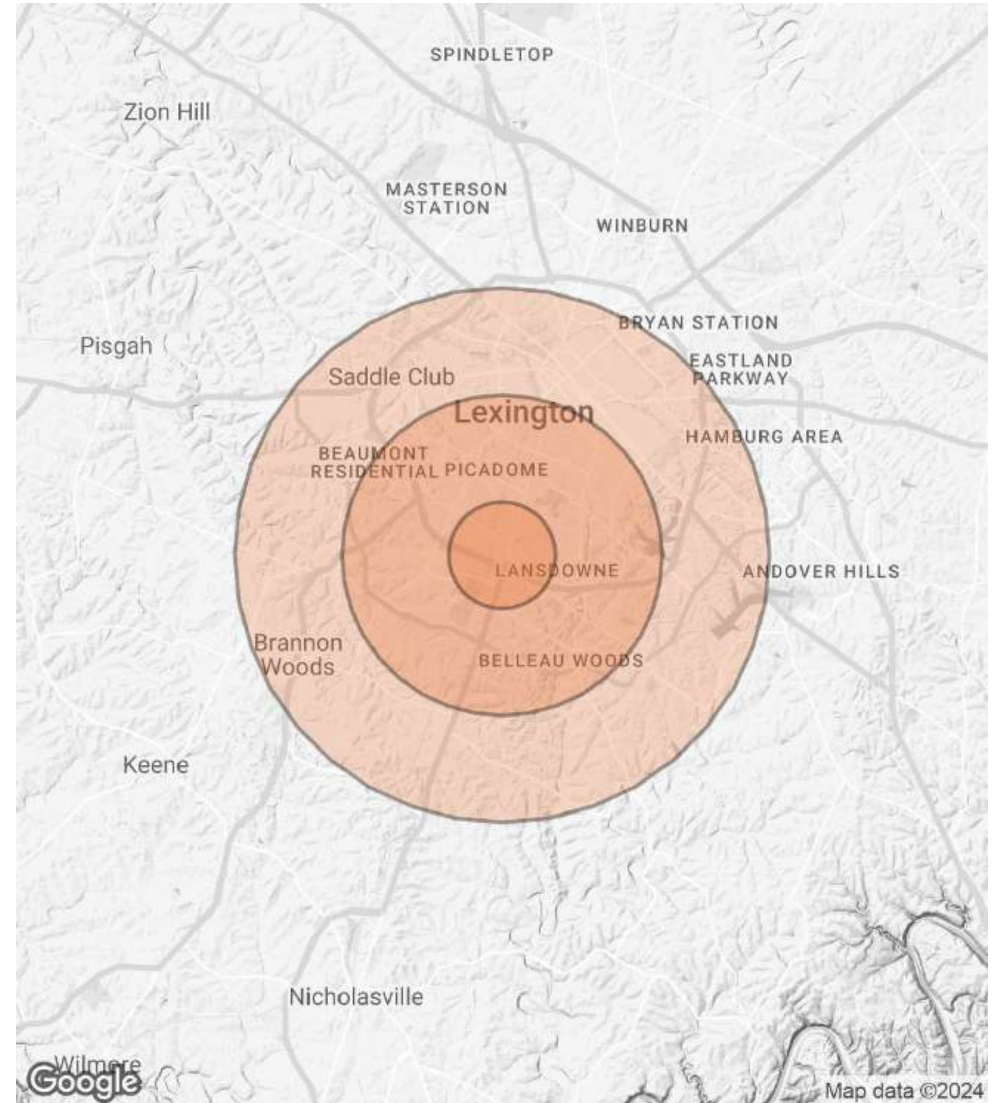 SPINDLETOP
Zion Hill
MASTERSON
STATION
WINBURN
BRYAN STATION
Pisgah
EASTLAND
PARKWAY
Saddle Club
Lexington
HAMBURG AREA
BEAUMONT
RESIDENTIAL
PICADOME
LANSDOWNE
ANDOVER HILLS
Brannon
Woods
BELLEAU WOODS
Keene
Nicholasville
Wilmore
Google
Map data ©2024